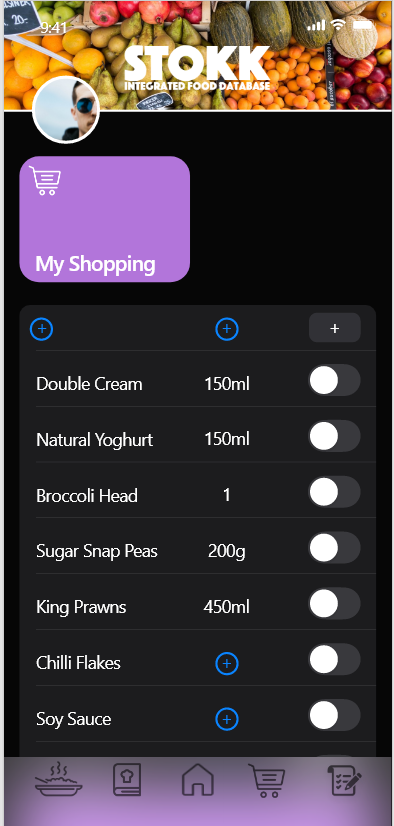 20.-
9:41
STOKK
INTEGRATED FOOD DATABASE
My Shopping
+ + +
Double Cream 150ml
Natural Yoghurt 150ml
Broccoli Head 1
Sugar Snap Peas 200g
King Prawns 450ml
Chilli Flakes +
Soy Sauce +